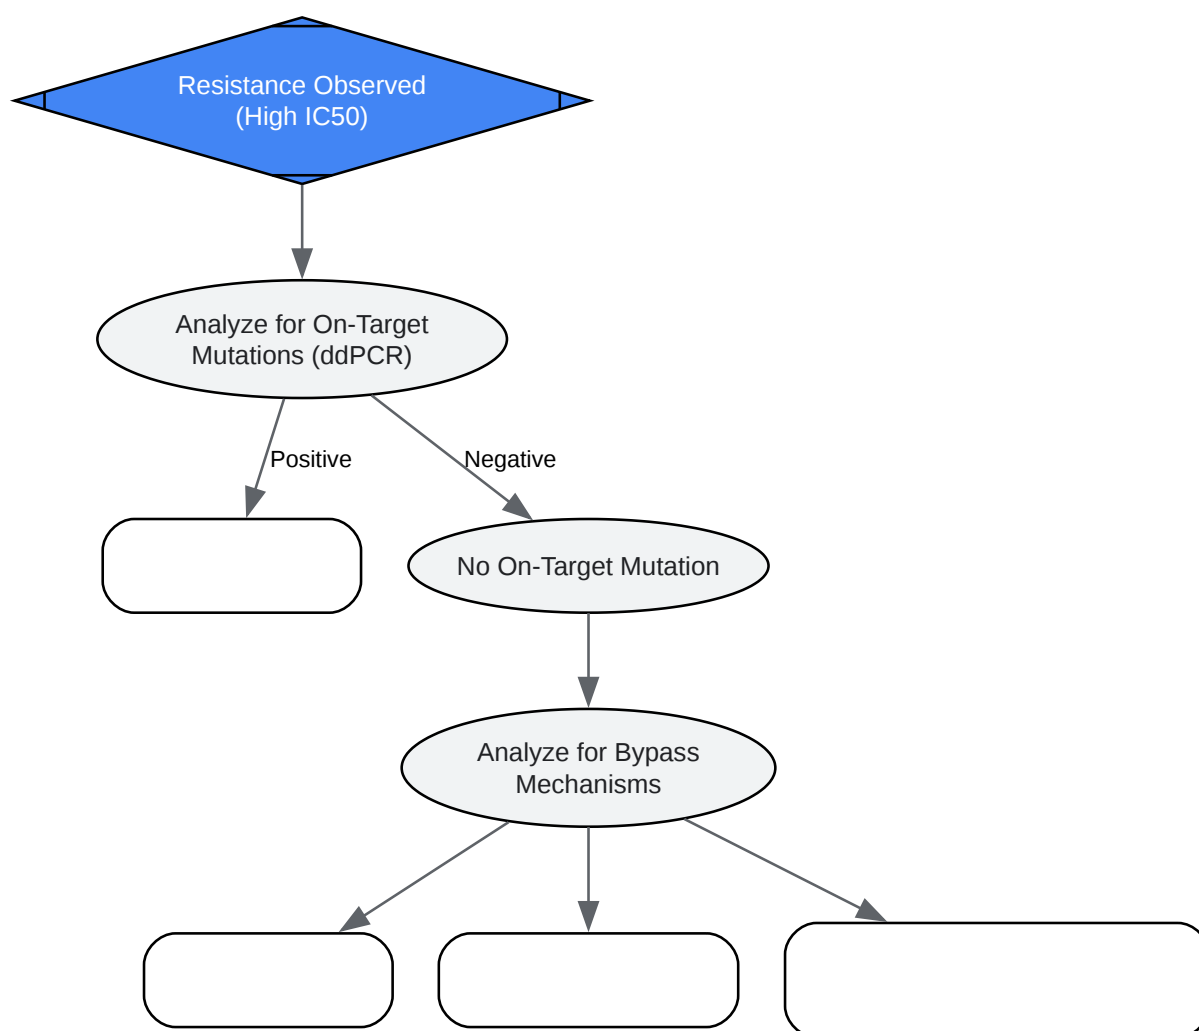 Resistance Observed
(High IC50)
Analyze for On-Target
Mutations (ddPCR)
Positive
Negative
No On-Target Mutation
Analyze for Bypass
Mechanisms